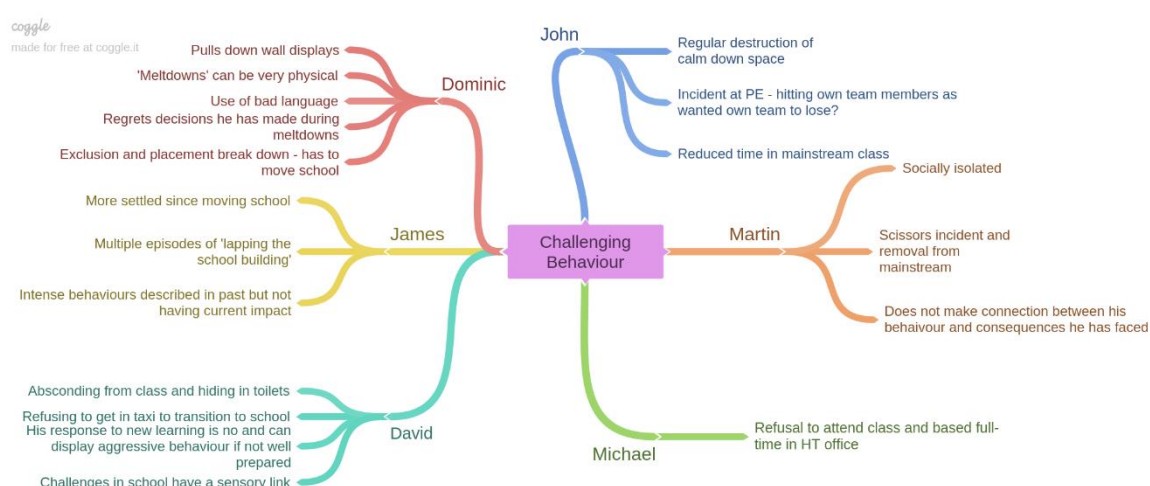 coggle
made for free at coggle.it
Challenging
Behaviour
John
Regular destruction of
calm down space
Incident at PE - hitting own team members as
wanted own team to lose?
Reduced time in mainstream class
Martin
Socially isolated
Scissors incident and
removal from
mainstream
Does not make connection between his
behaivour and consequences he has faced
Michael
Refusal to attend class and based full-
time in HT office
Dominic
Pulls down wall displays
'Meltdowns' can be very physical
Use of bad language
Regrets decisions he has made during
meltdowns
Exclusion and placement break down - has to
move school
James
More settled since moving school
Multiple episodes of 'lapping the
school building'
Intense behaviours described in past but not
having current impact
David
Absconding from class and hiding in toilets
Refusing to get in taxi to transition to school
His response to new learning is no and can
display aggressive behaviour if not well
prepared
Challenges in school have a sensory link